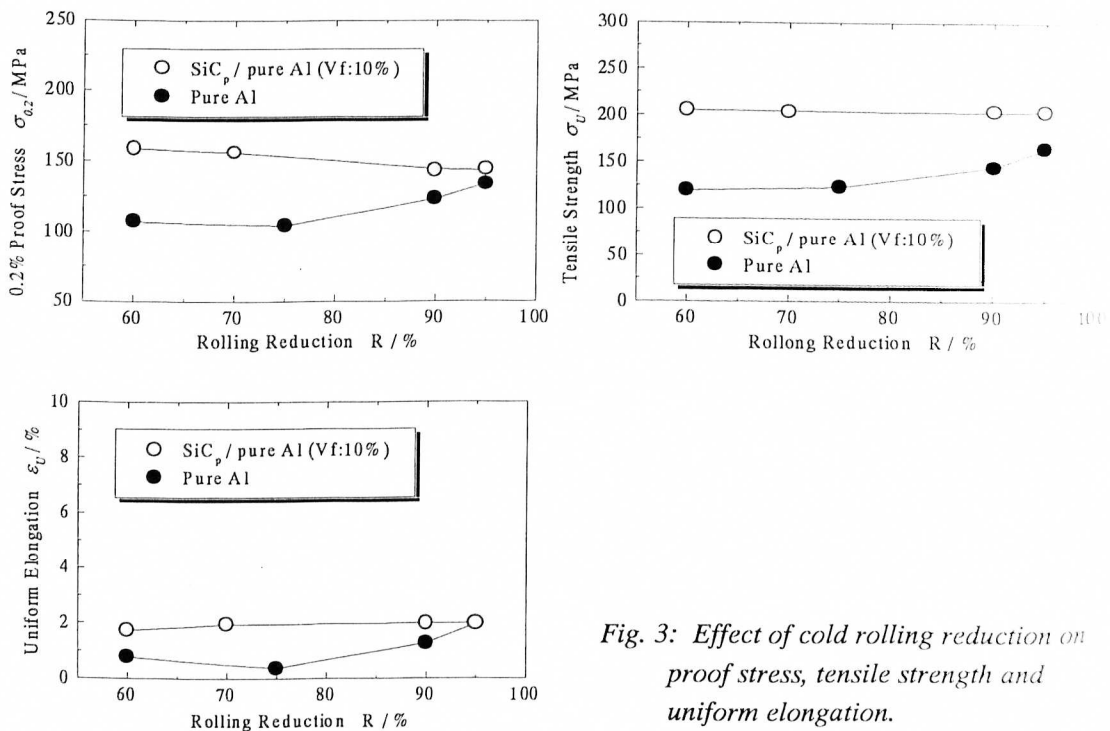 250
200
150
100
50
0.2% Proof Stress σ0.2/ MPa
SiCp / pure Al (Vf:10%)
Pure Al
60 70 80 90 100
Rolling Reduction R / %
300
250
200
150
100
50
0
Tensile Strength σU/ MPa
SiCp / pure Al (Vf:10%)
Pure Al
60 70 80 90 100
Rollong Reduction R / %
10
8
6
4
2
0
Uniform Elongation εU/ %
SiCp / pure Al (Vf:10%)
Pure Al
60 70 80 90 100
Rolling Reduction R / %
Fig. 3: Effect of cold rolling reduction on
proof stress, tensile strength and
uniform elongation.